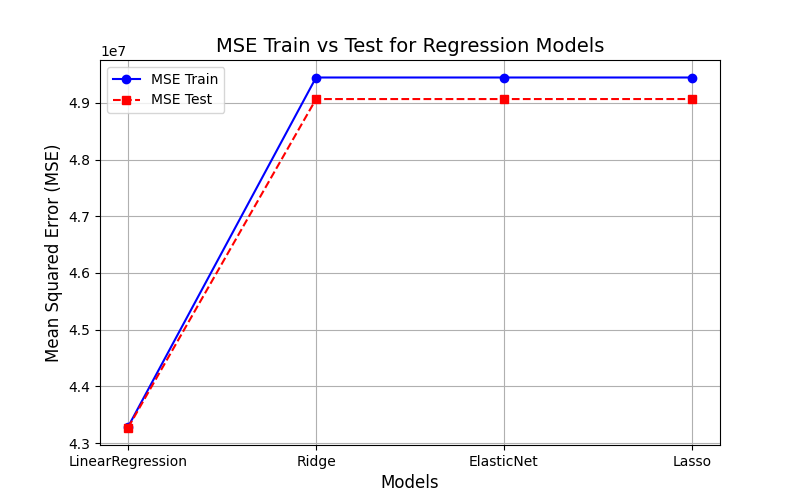 MSE Train vs Test for Regression Models
1e7
MSE Train
MSE Test
4.9
4.8
4.7
4.6
4.5
4.4
4.3
Mean Squared Error (MSE)
LinearRegression Ridge ElasticNet Lasso
Models